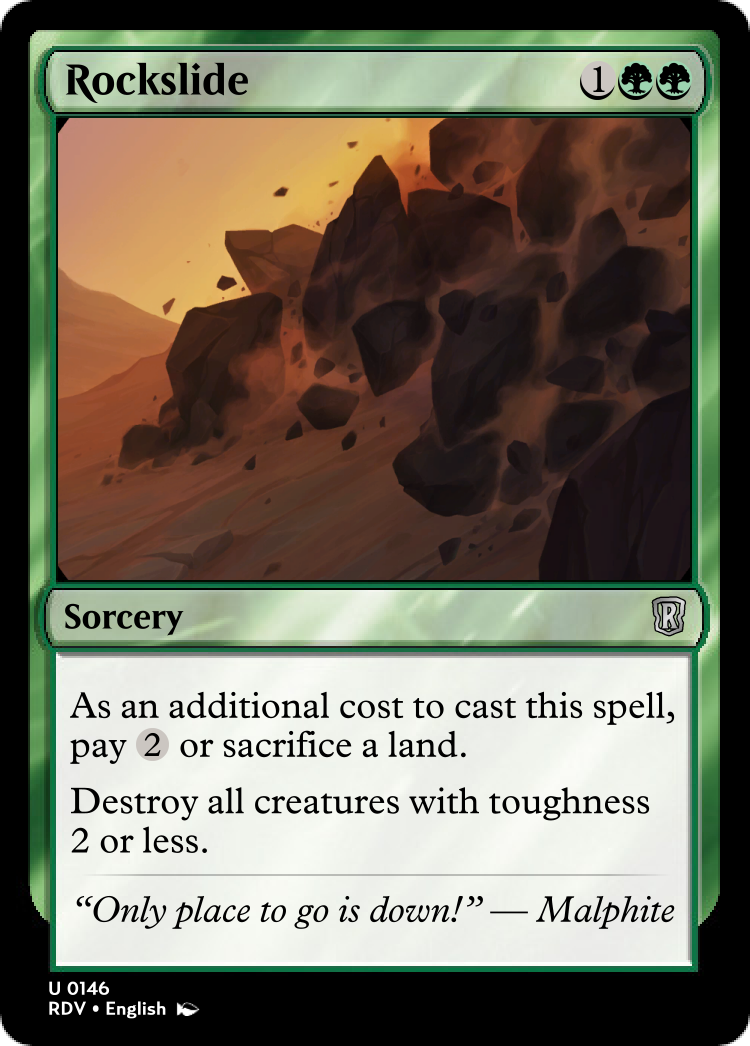 Rockslide 1
Sorcery R
As an additional cost to cast this spell,
pay 2 or sacrifice a land.
Destroy all creatures with toughness
2 or less.
“Only place to go is down!” — Malphite
U 0146
RDV • English